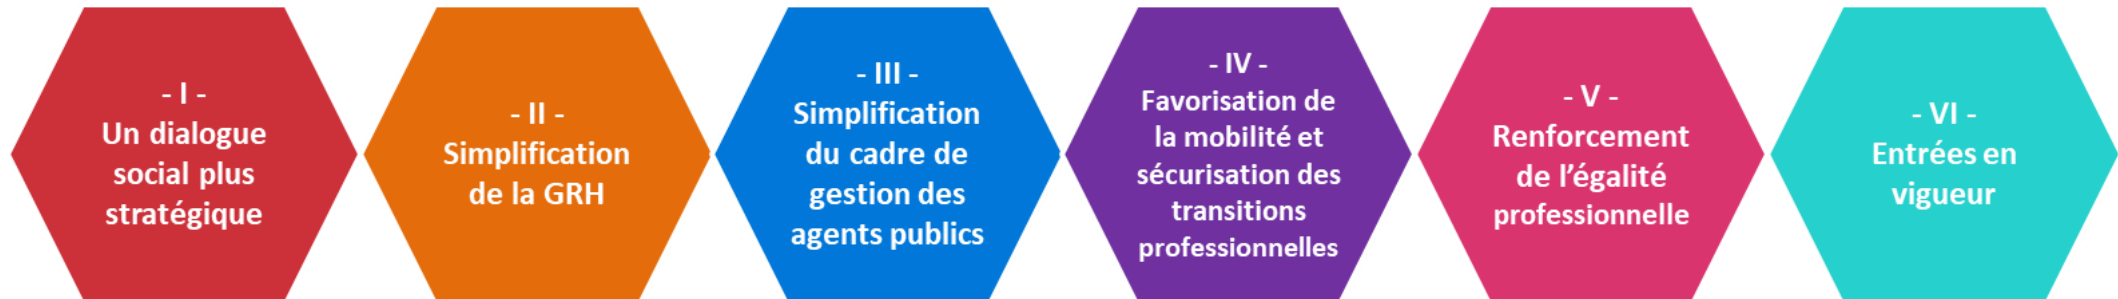 - I -
Un dialogue
social plus
stratégique
- II -
Simplification
de la GRH
- III -
Simplification
du cadre de
gestion des
agents publics
- IV -
Favorisation de
la mobilité et
sécurisation des
transitions
professionnelles
- V -
Renforcement
de l’égalité
professionnelle
- VI -
Entrées en
vigueur